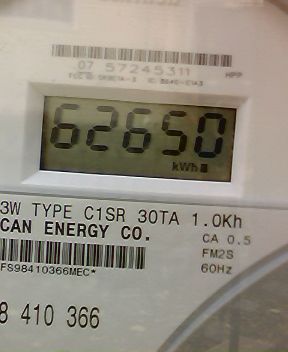 07 57245311
HPP
62650
kWh
3W TYPE C1SR 30TA 1.0Kh
CAN ENERGY CO.
CA 0.5
FM2S
60Hz
FS98410366MEC*
8 410 366